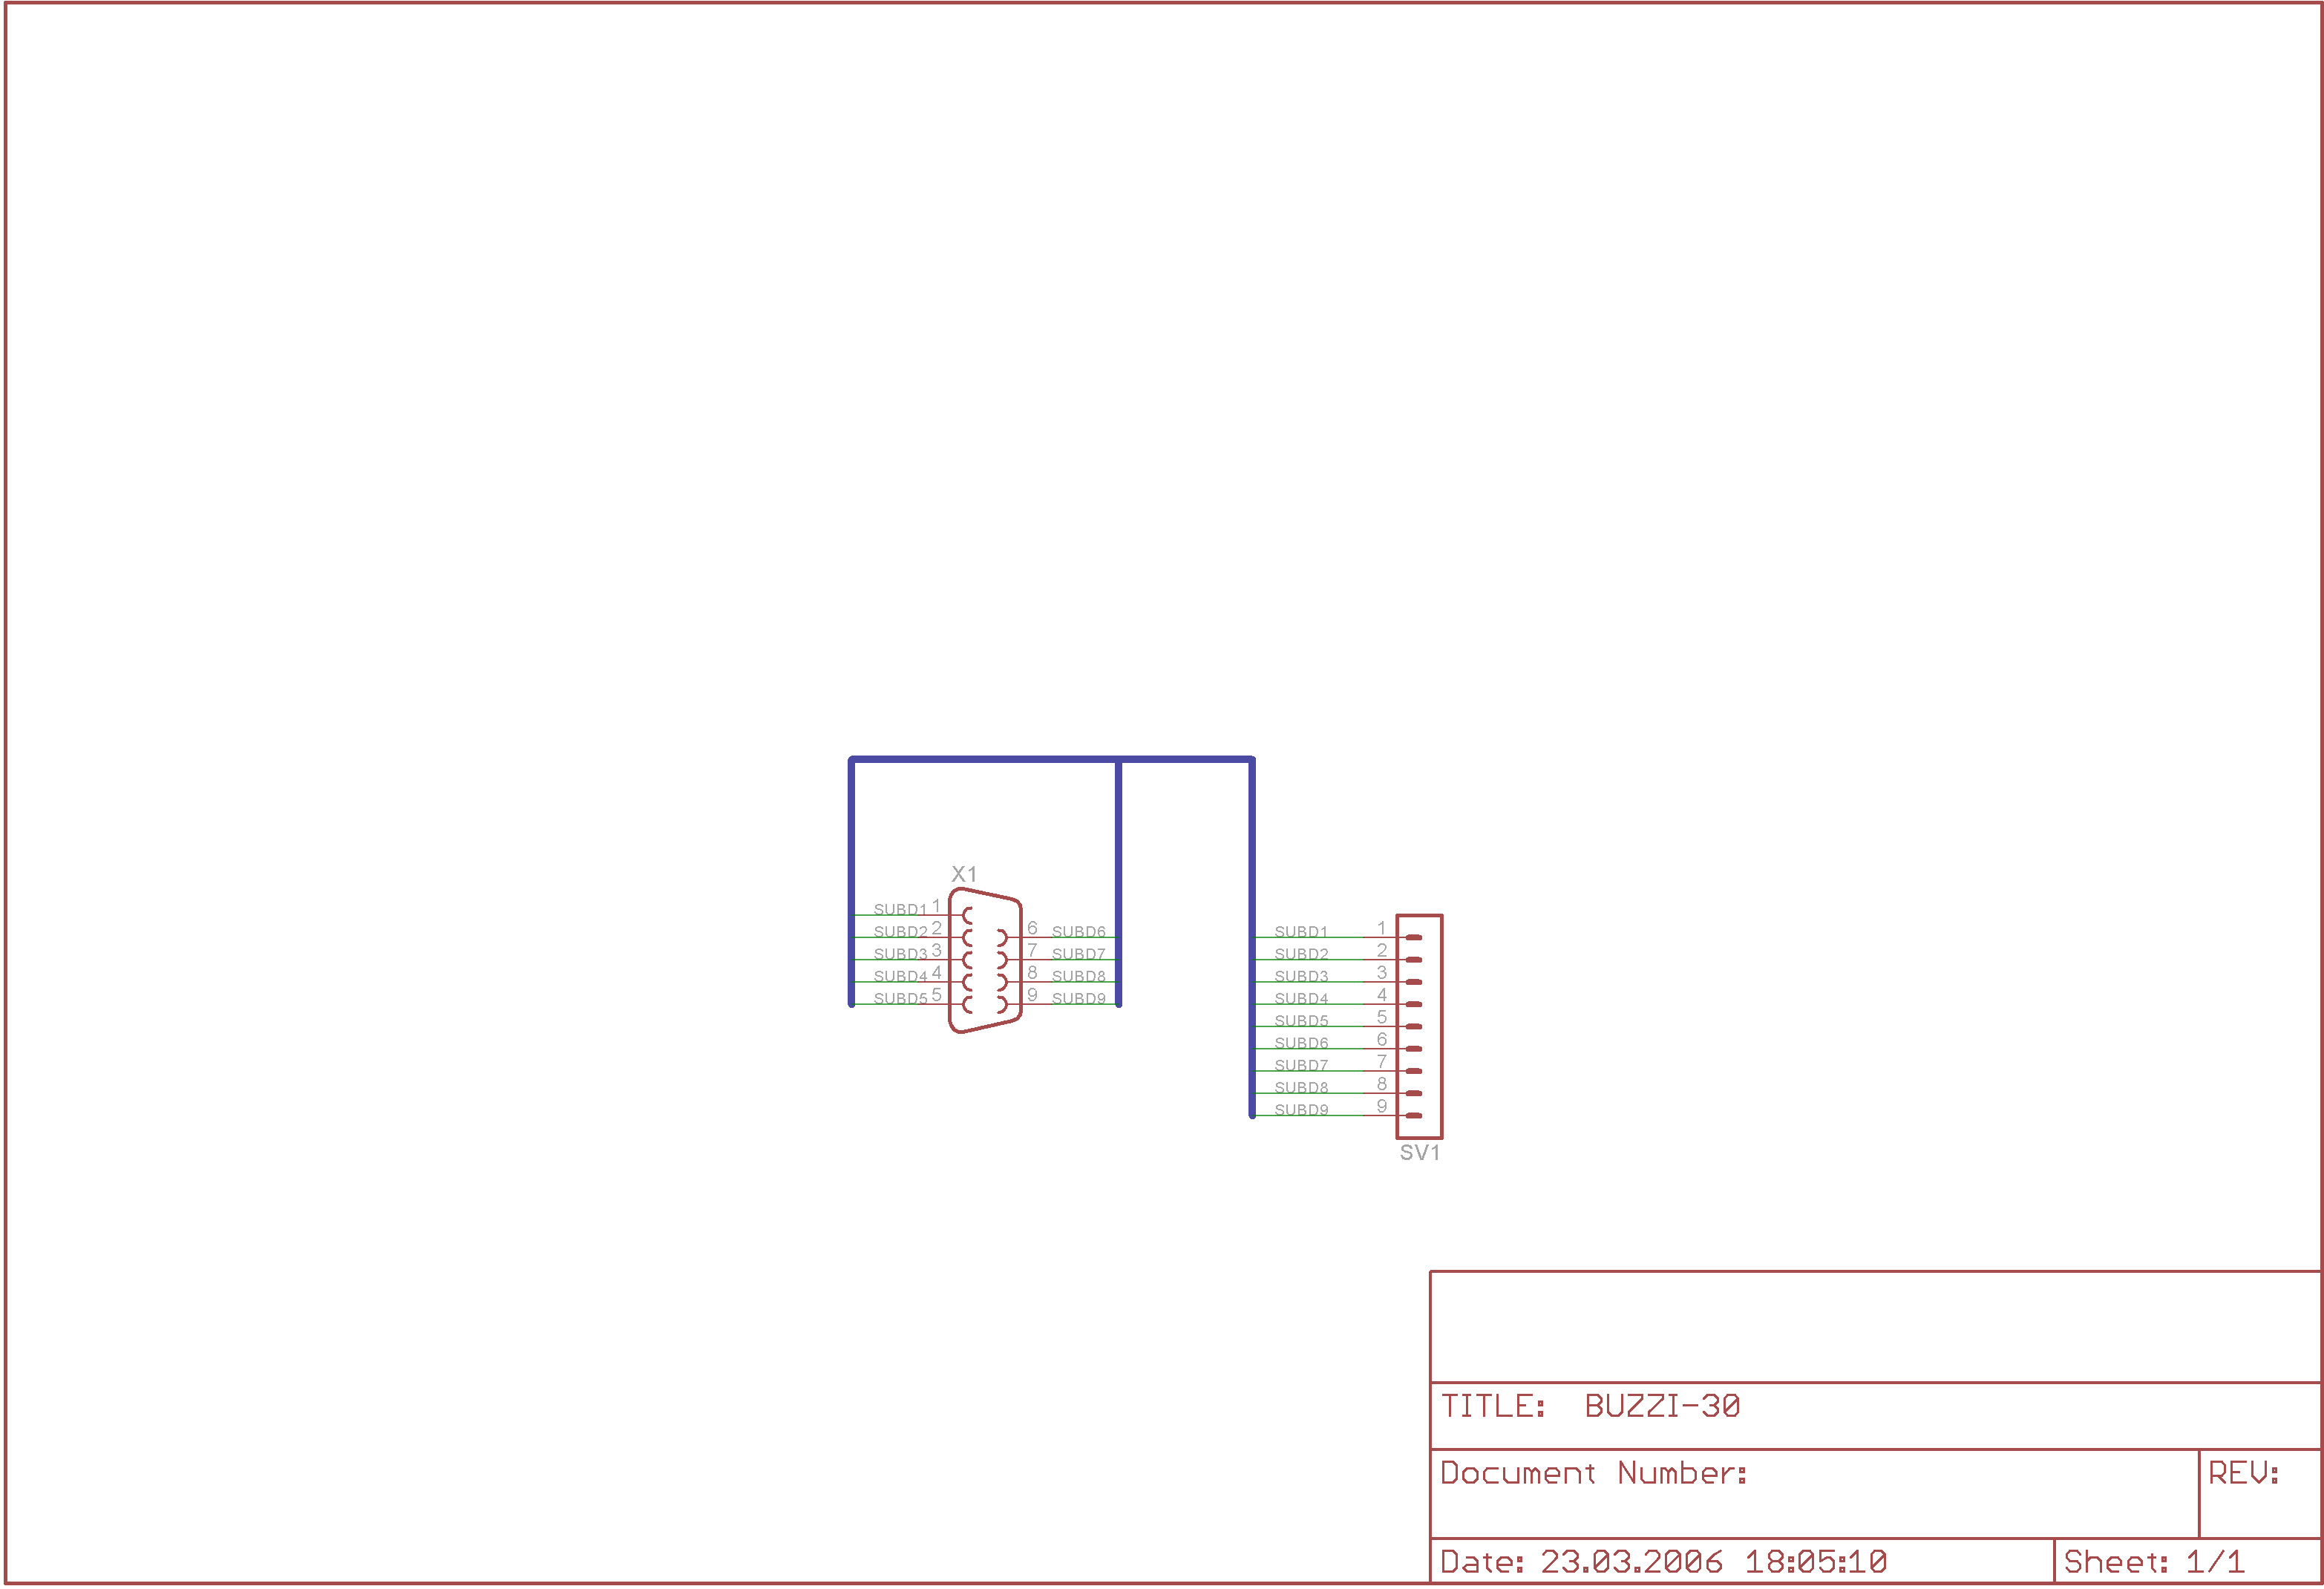 X1
SUBD1 1
SUBD2 2 6 SUBD6
SUBD3 3 7 SUBD7
SUBD4 4 8 SUBD8
SUBD5 5 9 SUBD9
SUBD1 1
SUBD2 2
SUBD3 3
SUBD4 4
SUBD5 5
SUBD6 6
SUBD7 7
SUBD8 8
SUBD9 9
SV1
TITLE: BUZZI-30
Document Number:
REV:
Date: 23.03.2006 18:05:10
Sheet: 1/1